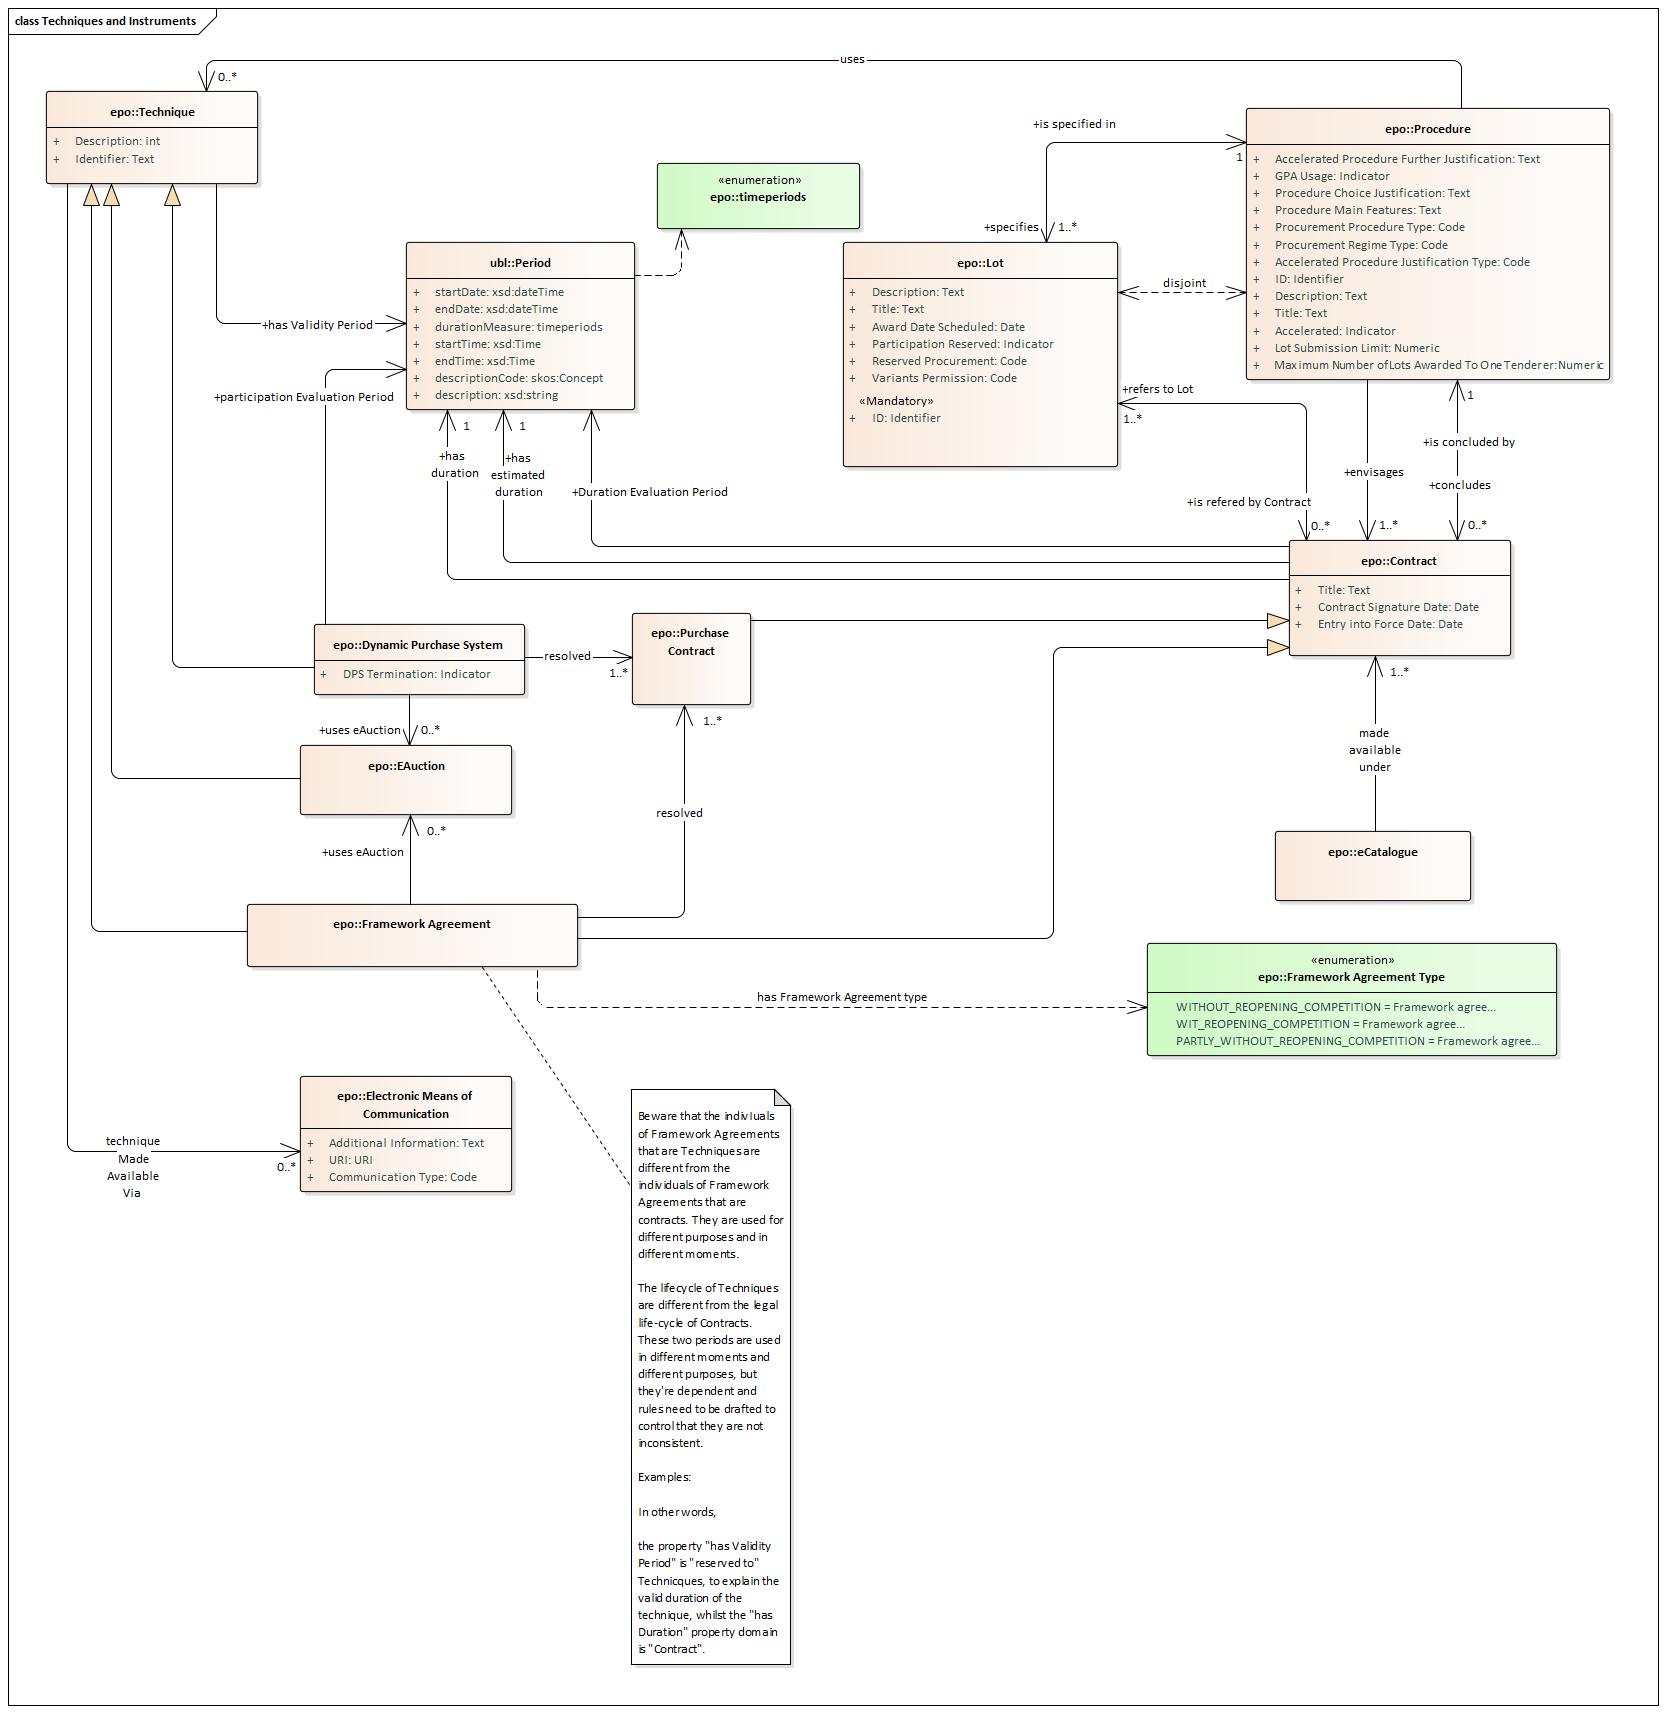 class Techniques and Instruments
uses
0..*
epo::Technique
+ Description: int
+ Identifier: Text
+is specified in
1
epo::Procedure
+ Accelerated Procedure Further Justification: Text
+ GPA Usage: Indicator
+ Procedure Choice Justification: Text
+ Procedure Main Features: Text
+ Procurement Procedure Type: Code
+ Procurement Regime Type: Code
+ Accelerated Procedure Justification Type: Code
+ ID: Identifier
+ Description: Text
+ Title: Text
+ Accelerated: Indicator
+ Lot Submission Limit: Numeric
+ Maximum Number of Lots Awarded To One Tenderer: Numeric
«enumeration»
epo::timeperiods
+specifies
1..*
ubl::Period
+ startDate: xsd:dateTime
+ endDate: xsd:dateTime
+ durationMeasure: timeperiods
+ startTime: xsd:Time
+ endTime: xsd:Time
+ descriptionCode: skos:Concept
+ description: xsd:string
epo::Lot
+ Description: Text
+ Title: Text
+ Award Date Scheduled: Date
+ Participation Reserved: Indicator
+ Reserved Procurement: Code
+ Variants Permission: Code
«Mandatory»
+ ID: Identifier
disjoint
+has Validity Period
+participation Evaluation Period
+refers to Lot
1..*
1
1
1
+has
duration
+has
estimated
duration
+Duration Evaluation Period
+is concluded by
+envisages
+concludes
+is refered by Contract
0..*
1..*
0..*
epo::Contract
+ Title: Text
+ Contract Signature Date: Date
+ Entry into Force Date: Date
epo::Dynamic Purchase System
+ DPS Termination: Indicator
resolved
1..*
epo::Purchase
Contract
1..*
1..*
+uses eAuction
0..*
made
available
under
epo::EAuction
resolved
0..*
+uses eAuction
epo::eCatalogue
epo::Framework Agreement
«enumeration»
epo::Framework Agreement Type
WITHOUT_REOPENING_COMPETITION = Framework agree...
WIT_REOPENING_COMPETITION = Framework agree...
PARTLY_WITHOUT_REOPENING_COMPETITION = Framework agree...
has Framework Agreement type
epo::Electronic Means of
Communication
+ Additional Information: Text
+ URI: URI
+ Communication Type: Code
technique
Made
Available
Via
0..*
Beware that the indivIuals
of Framework Agreements
that are Techniques are
different from the
individuals of Framework
Agreements that are
contracts. They are used for
different purposes and in
different moments.
The lifecycle of Techniques
are different from the legal
life-cycle of Contracts.
These two periods are used
in different moments and
different purposes, but
they're dependent and
rules need to be drafted to
control that they are not
inconsistent.
Examples:
In other words,
the property "has Validity
Period" is "reserved to"
Technicques, to explain the
valid duration of the
technique, whilst the "has
Duration" property domain
is "Contract".